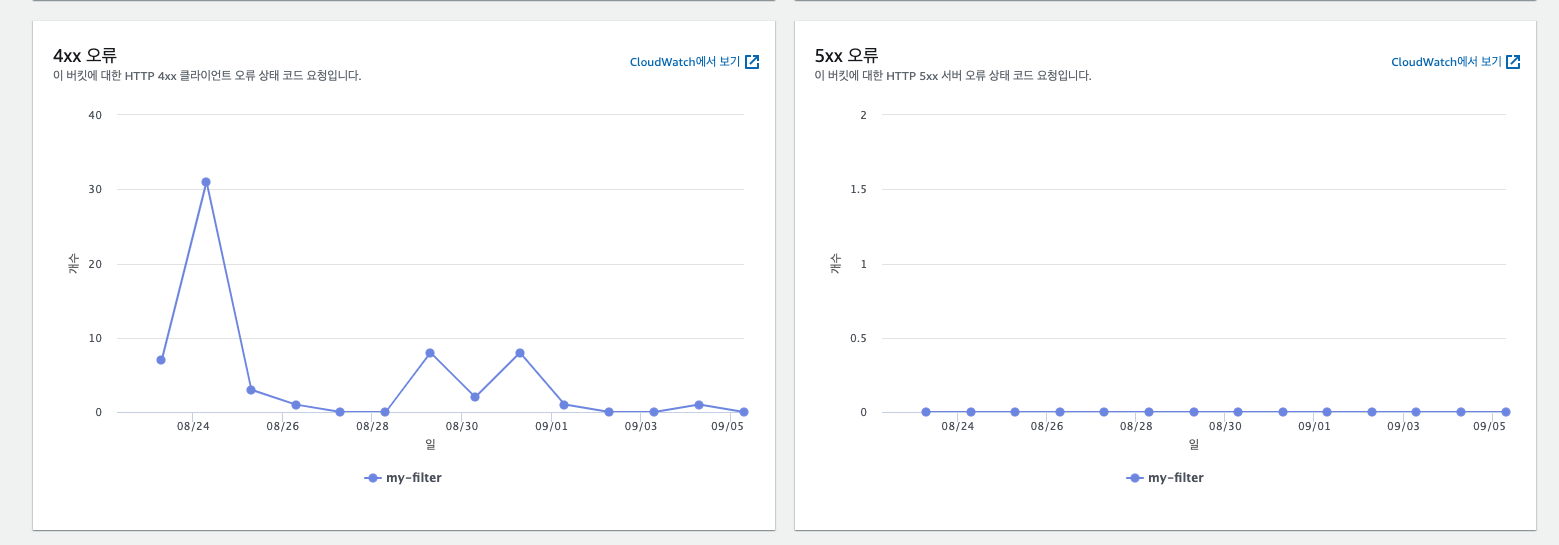 4xx 오류
이 버킷에 대한 HTTP 4xx 클라이언트 오류 상태 코드 요청입니다.
CloudWatch에서 보기
40
30
20
10
0
개수
08/24 08/26 08/28 08/30 09/01 09/03 09/05
일
my-filter
5xx 오류
이 버킷에 대한 HTTP 5xx 서버 오류 상태 코드 요청입니다.
CloudWatch에서 보기
2
1.5
1
0.5
0
개수
08/24 08/26 08/28 08/30 09/01 09/03 09/05
일
my-filter